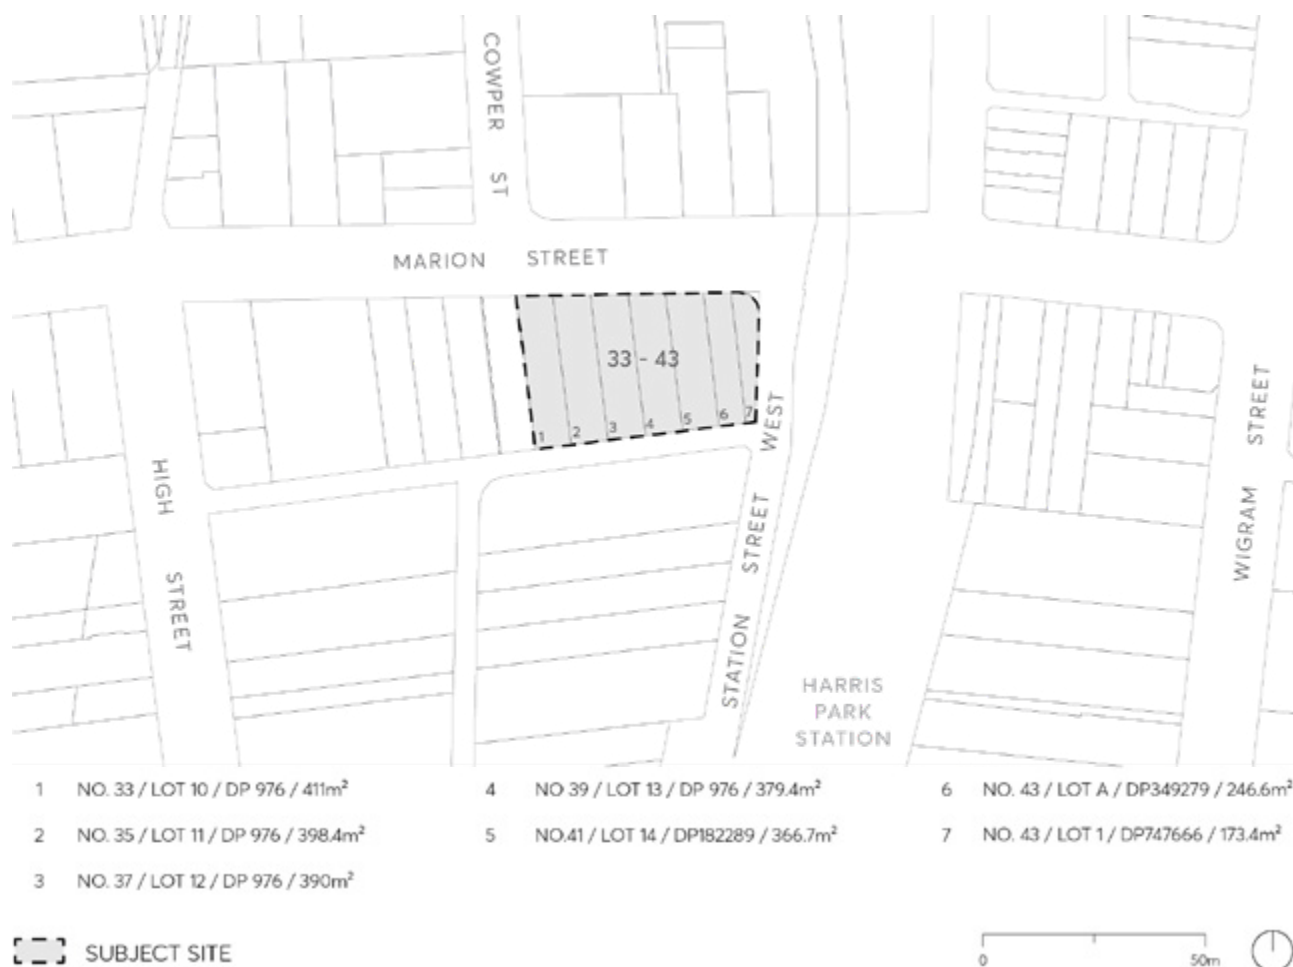 COWPER ST
MARION STREET
33 - 43
1 2 3 4 5 6 7
HIGH STREET
STATION STREET WEST
WIGRAM STREET
HARRIS
PARK
STATION
1 NO. 33 / LOT 10 / DP 976 / 411m²
2 NO. 35 / LOT 11 / DP 976 / 398.4m²
3 NO. 37 / LOT 12 / DP 976 / 390m²
4 NO 39 / LOT 13 / DP 976 / 379.4m²
5 NO.41 / LOT 14 / DP182289 / 366.7m²
6 NO. 43 / LOT A / DP349279 / 246.6m²
7 NO. 43 / LOT 1 / DP747666 / 173.4m²
SUBJECT SITE
0 50m